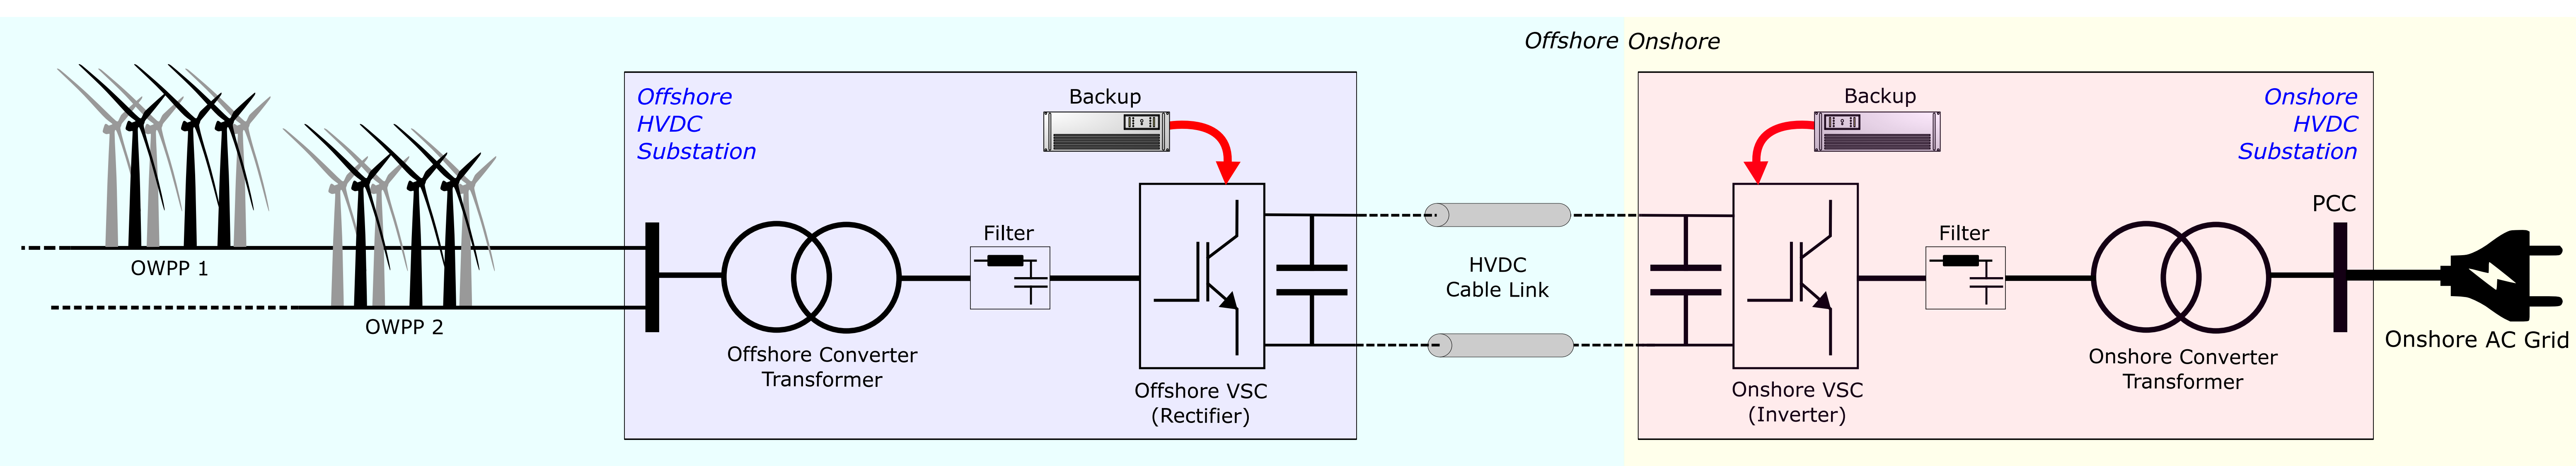 Offshore Onshore
Offshore
HVDC
Substation
Backup
Filter
OWPP 1
OWPP 2
Offshore Converter
Transformer
Offshore VSC
(Rectifier)
HVDC
Cable Link
Backup
Onshore
HVDC
Substation
PCC
Filter
Onshore VSC
(Inverter)
Onshore Converter
Transformer
Onshore AC Grid